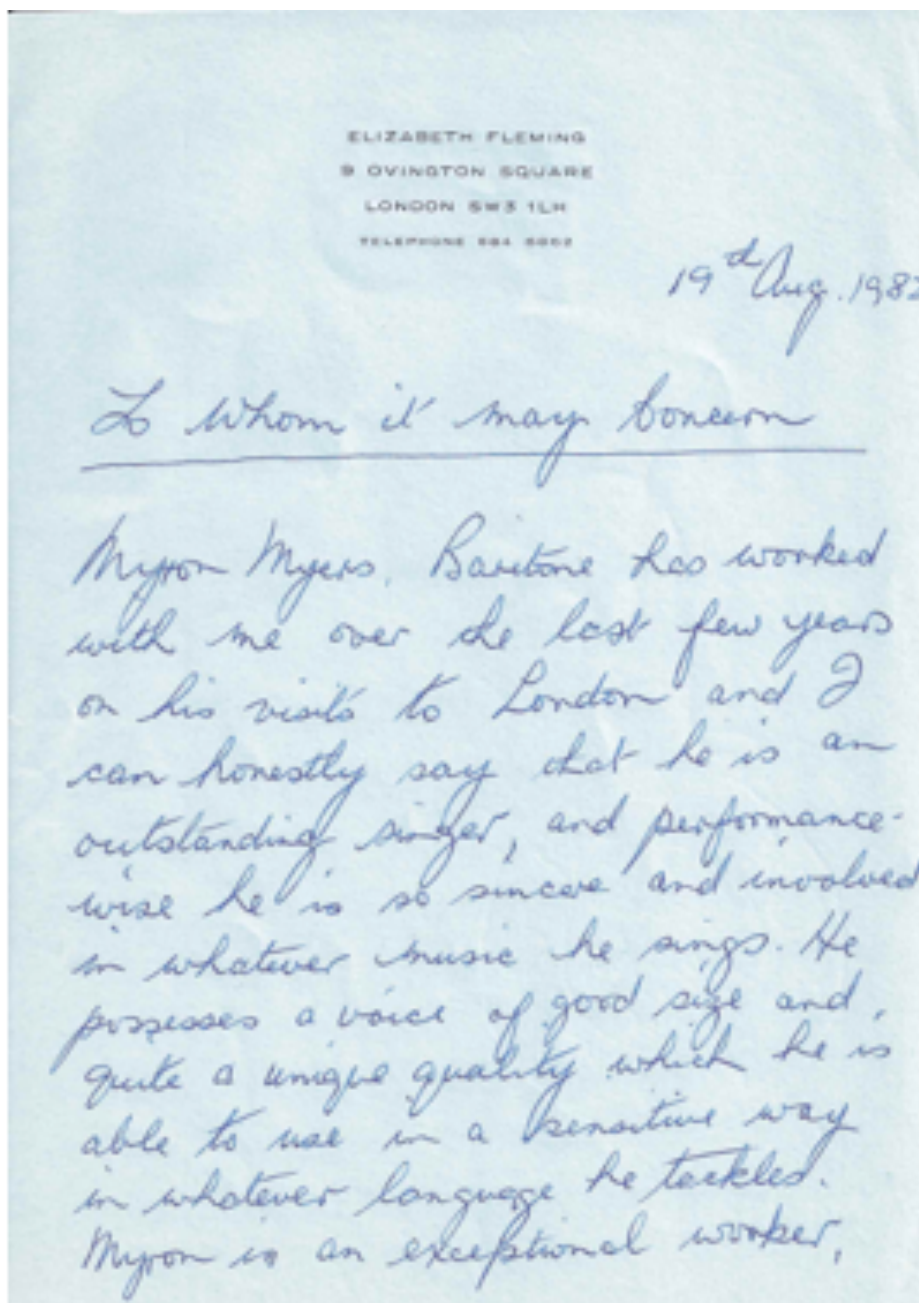 ELIZABETH FLEMING
9 OVINGTON SQUARE
LONDON SW3 1LH
TELEPHONE
19th Aug. 1982
To Whom it may Concern
Myron Myers, Baritone has worked
with me over the last few years
on his visits to London and I
can honestly say that he is an
outstanding singer, and performance-
wise he is so sincere and involved
in whatever music he sings. He
possesses a voice of good size and,
quite a unique quality which he is
able to use in a sensitive way
in whatever language he tackles.
Myron is an exceptional worker,